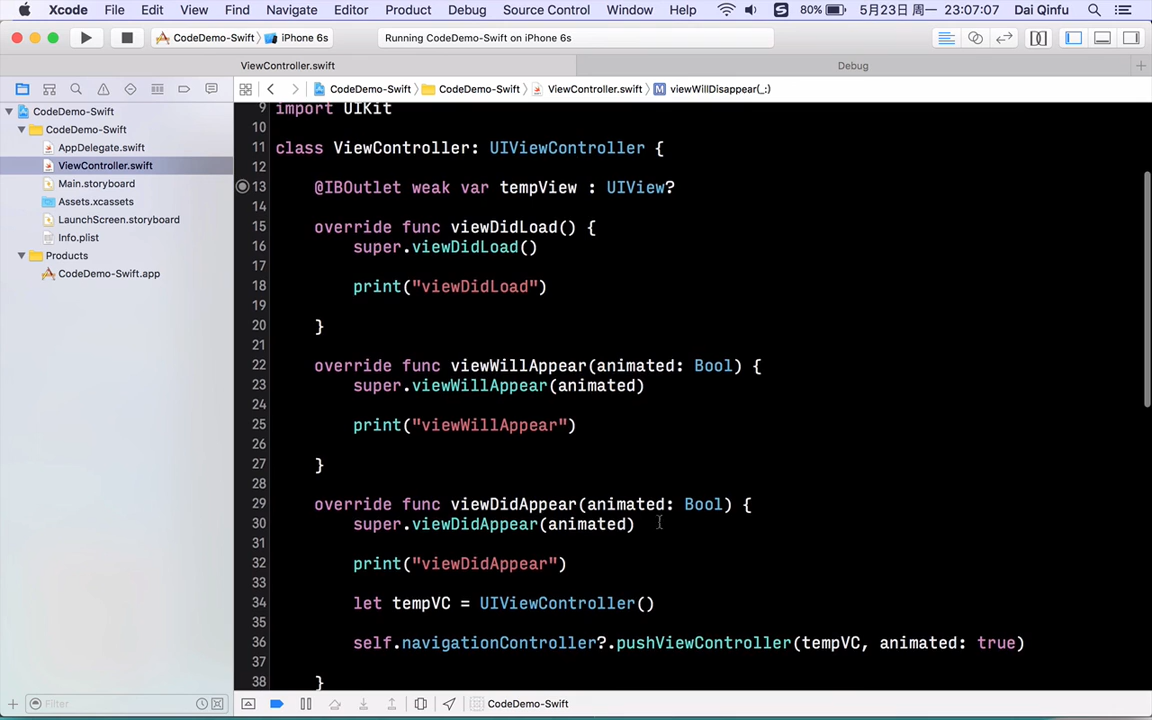 Xcode File Edit View Find Navigate Editor Product Debug Source Control Window Help 80% 5月23日 周一 23:07:07 Dai Qinfu
CodeDemo-Swift iPhone 6s Running CodeDemo-Swift on iPhone 6s
ViewController.swift Debug
CodeDemo-Swift CodeDemo-Swift ViewController.swift M viewWillDisappear(_:)
CodeDemo-Swift
CodeDemo-Swift
AppDelegate.swift
ViewController.swift
Main.storyboard
Assets.xcassets
LaunchScreen.storyboard
Info.plist
Products
CodeDemo-Swift.app
9 import UIKit
10
11 class ViewController: UIViewController {
12
13 @IBOutlet weak var tempView : UIView?
14
15 override func viewDidLoad() {
16 super.viewDidLoad()
17
18 print("viewDidLoad")
19
20 }
21
22 override func viewWillAppear(animated: Bool) {
23 super.viewWillAppear(animated)
24
25 print("viewWillAppear")
26
27 }
28
29 override func viewDidAppear(animated: Bool) {
30 super.viewDidAppear(animated)
31
32 print("viewDidAppear")
33
34 let tempVC = UIViewController()
35
36 self.navigationController?.pushViewController(tempVC, animated: true)
37
38 }
Filter CodeDemo-Swift